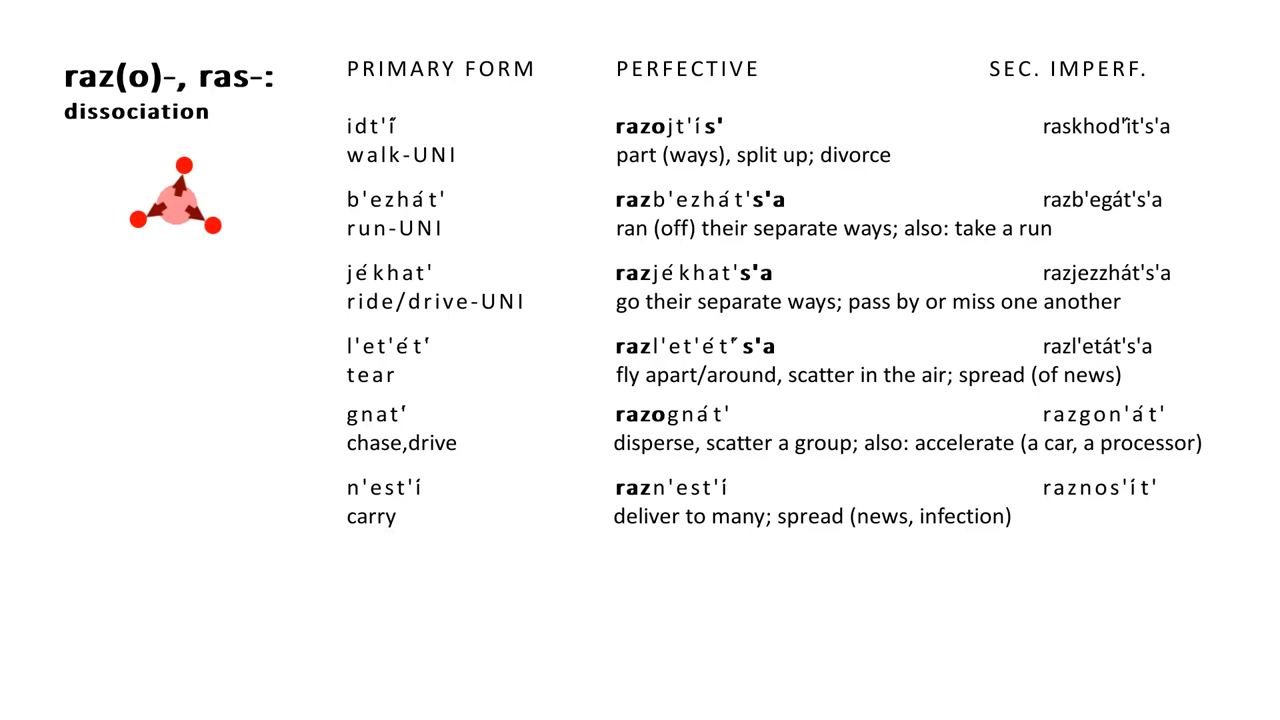 raz(o)-, ras-:
dissociation
PRIMARY FORM PERFECTIVE SEC. IMPERF.
idt'í razojt'ís' raskhod'ít's'a
walk-UNI part (ways), split up; divorce
b'ezhát' razb'ezhát's'a razb'egát's'a
run-UNI ran (off) their separate ways; also: take a run
jékhat' razjékhat's'a razjezzhát's'a
ride/drive-UNI go their separate ways; pass by or miss one another
l'et'ét' razl'et'ét's'a razl'etát's'a
tear fly apart/around, scatter in the air; spread (of news)
gnat' razognát' razgon'át'
chase,drive disperse, scatter a group; also: accelerate (a car, a processor)
n'est'í razn'est'í raznos'ít'
carry deliver to many; spread (news, infection)